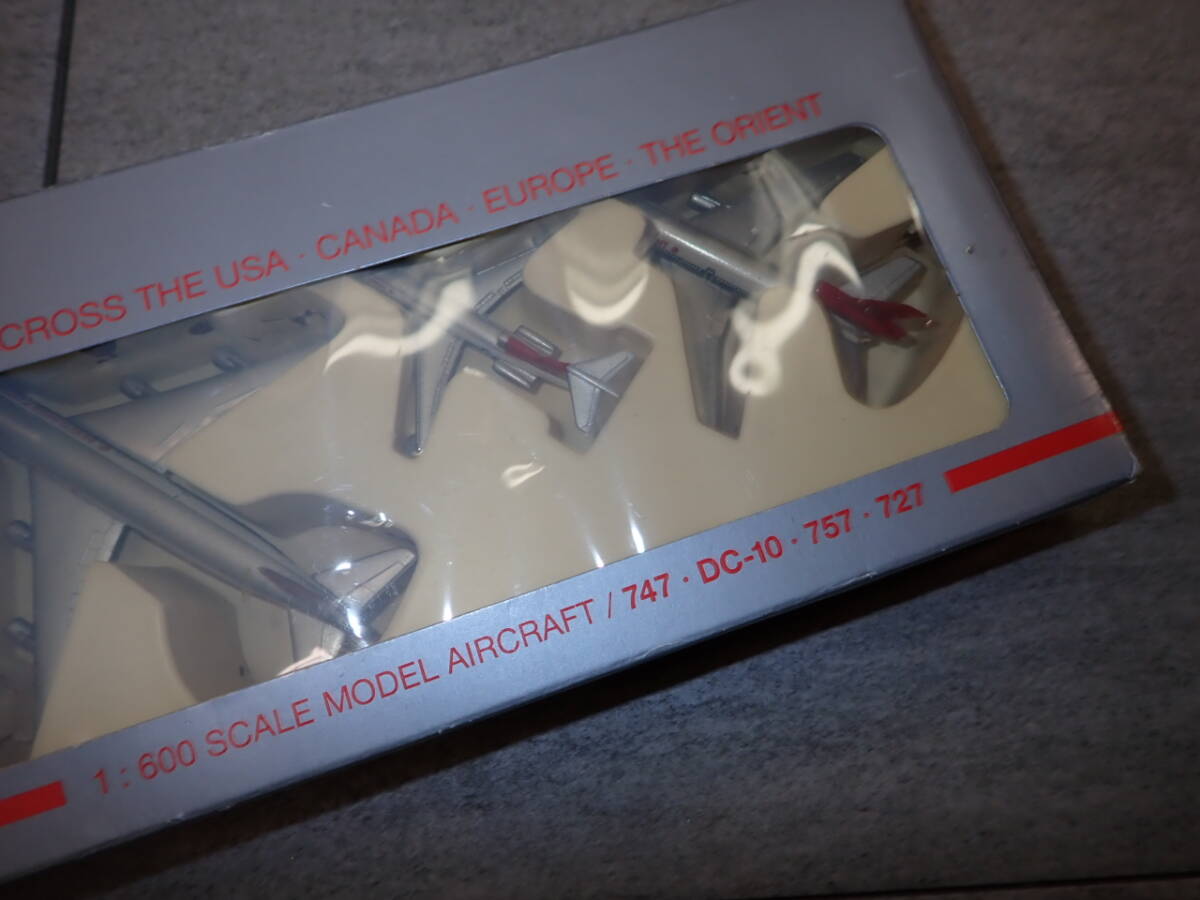 CROSS THE USA · CANADA · EUROPE · THE ORIENT
1 : 600 SCALE MODEL AIRCRAFT / 747 · DC-10 · 757 · 727